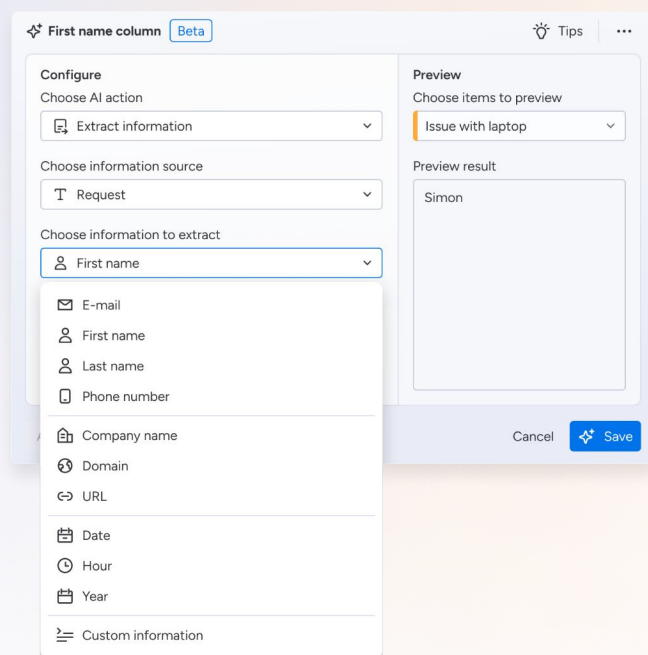 First name column Beta
Tips
Configure
Choose AI action
Extract information
Choose information source
Request
Choose information to extract
First name
E-mail
First name
Last name
Phone number
Company name
Domain
URL
Date
Hour
Year
Custom information
Preview
Choose items to preview
Issue with laptop
Preview result
Simon
Cancel
Save